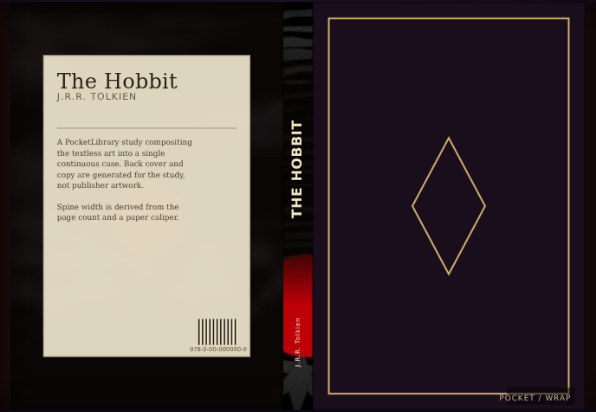 The Hobbit
J.R.R. TOLKIEN
A PocketLibrary study compositing
the textless art into a single
continuous case. Back cover and
copy are generated for the study,
not publisher artwork.
Spine width is derived from the
page count and a paper caliper.
978-0-00-000000-0
THE HOBBIT
J.R.R. Tolkien
POCKET / WRAP